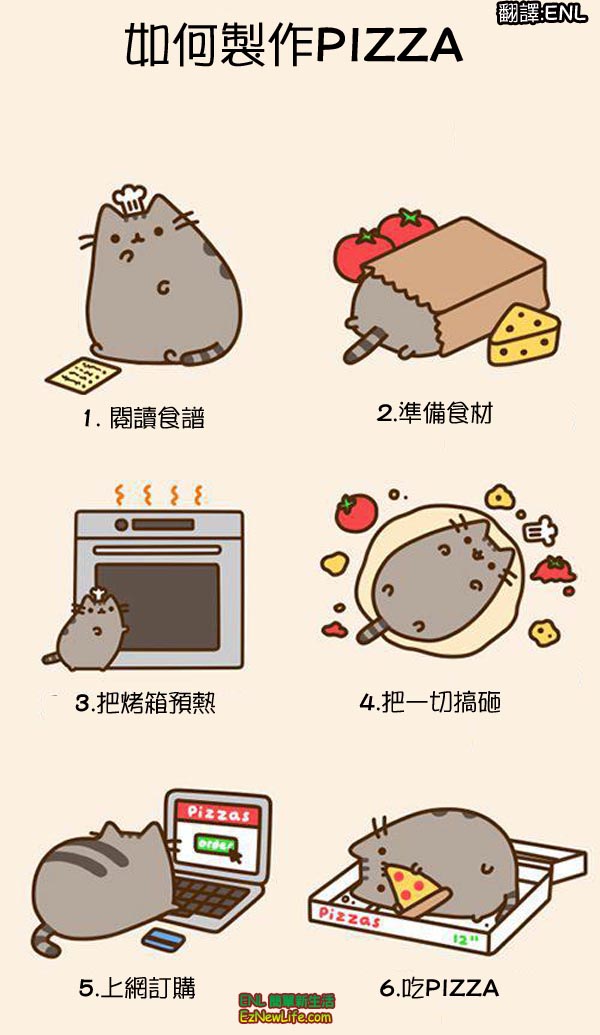 翻譯:ENL
如何製作PIZZA
1. 閱讀食譜
2.準備食材
3.把烤箱預熱
4.把一切搞砸
Pizzas
order
Pizzas
12"
5.上網訂購
6.吃PIZZA
ENL 簡單新生活
EzNewLife.com